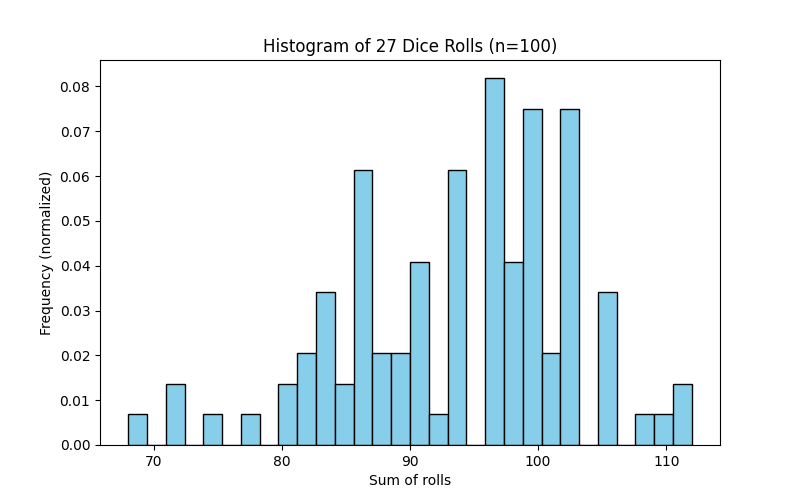 Histogram of 27 Dice Rolls (n=100)
Frequency (normalized)
0.08
0.07
0.06
0.05
0.04
0.03
0.02
0.01
0.00
70 80 90 100 110
Sum of rolls